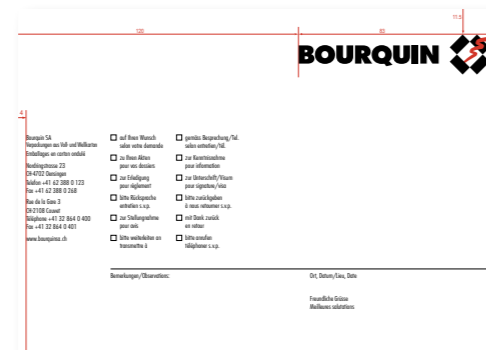 11.5
120
85
BOURQUIN
4
Bourquin SA
Verpackungen aus Voll- und Wellkarton
Emballages en carton ondulé
Nordringstrasse 23
CH-4702 Oensingen
Telefon +41 62 388 0 123
Fax +41 62 388 0 268
Rue de la Gare 3
CH-2108 Couvet
Téléphone +41 32 864 0 400
Fax +41 32 864 0 401
www.bourquinsa.ch
auf Ihren Wunsch
selon votre demande
zu Ihren Akten
pour vos dossiers
zur Erledigung
pour règlement
bitte Rücksprache
entretien s.v.p.
zur Stellungnahme
pour avis
bitte weiterleiten an
transmettre à
gemäss Besprechung/Tel.
selon entretien/tél.
zur Kenntnisnahme
pour information
zur Unterschrift/Visum
pour signature/visa
bitte zurückgeben
à nous retourner s.v.p.
mit Dank zurück
en retour
bitte anrufen
téléphoner s.v.p.
Bemerkungen/Observations:
Ort, Datum/Lieu, Date
Freundliche Grüsse
Meilleures salutations